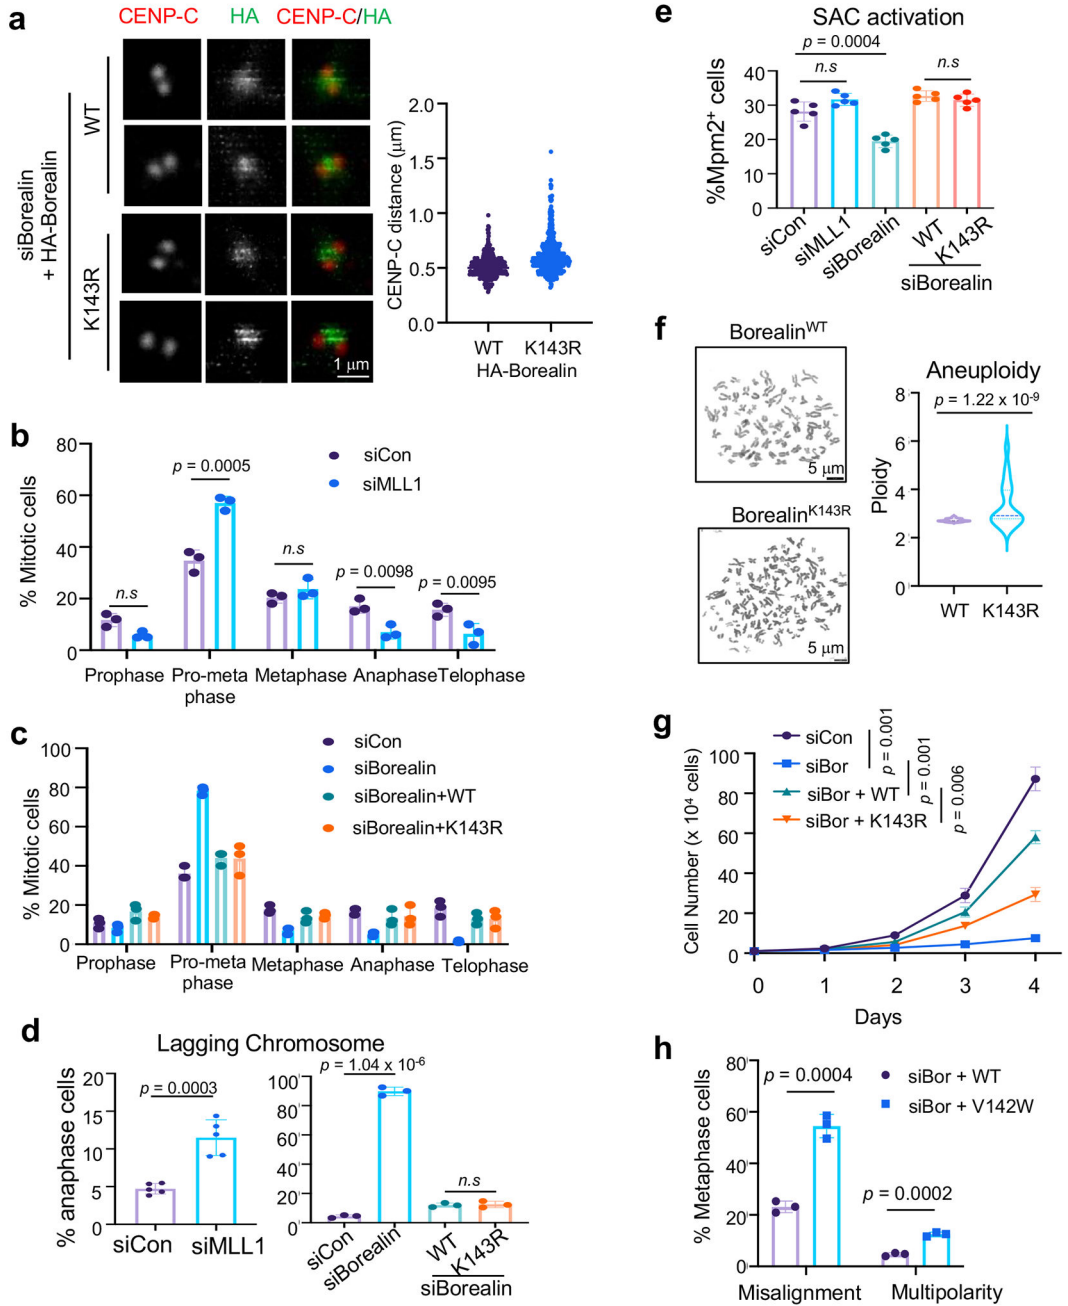 a
CENP-C HA CENP-C/HA
siBorealin
+ HA-Borealin
WT
K143R
1 μm
CENP-C distance (μm)
2.0
1.5
1.0
0.5
0.0
WT K143R
HA-Borealin
b
% Mitotic cells
80
60
40
20
0
siCon
siMLL1
p = 0.0005
n.s
n.s
p = 0.0098
p = 0.0095
Prophase Pro-meta Metaphase Anaphase Telophase
phase
c
% Mitotic cells
100
80
60
40
20
0
siCon
siBorealin
siBorealin+WT
siBorealin+K143R
Prophase Pro-meta Metaphase Anaphase Telophase
phase
d
Lagging Chromosome
% anaphase cells
20
15
10
5
0
p = 0.0003
siCon siMLL1
p = 1.04 x 10-6
100
80
60
40
20
0
n.s
siCon siBorealin WT K143R
siBorealin
e
SAC activation
p = 0.0004
n.s n.s
%Mpm2+ cells
40
30
20
10
0
siCon siMLL1 siBorealin WT K143R
siBorealin
f
BorealinWT
5 μm
BorealinK143R
5 μm
Aneuploidy
p = 1.22 x 10-9
Ploidy
8
6
4
2
0
WT K143R
g
Cell Number (x 104 cells)
100
80
60
40
20
0
siCon
siBor
siBor + WT
siBor + K143R
p = 0.001
p = 0.001
p = 0.006
0 1 2 3 4
Days
h
% Metaphase cells
80
60
40
20
0
p = 0.0004
p = 0.0002
siBor + WT
siBor + V142W
Misalignment Multipolarity